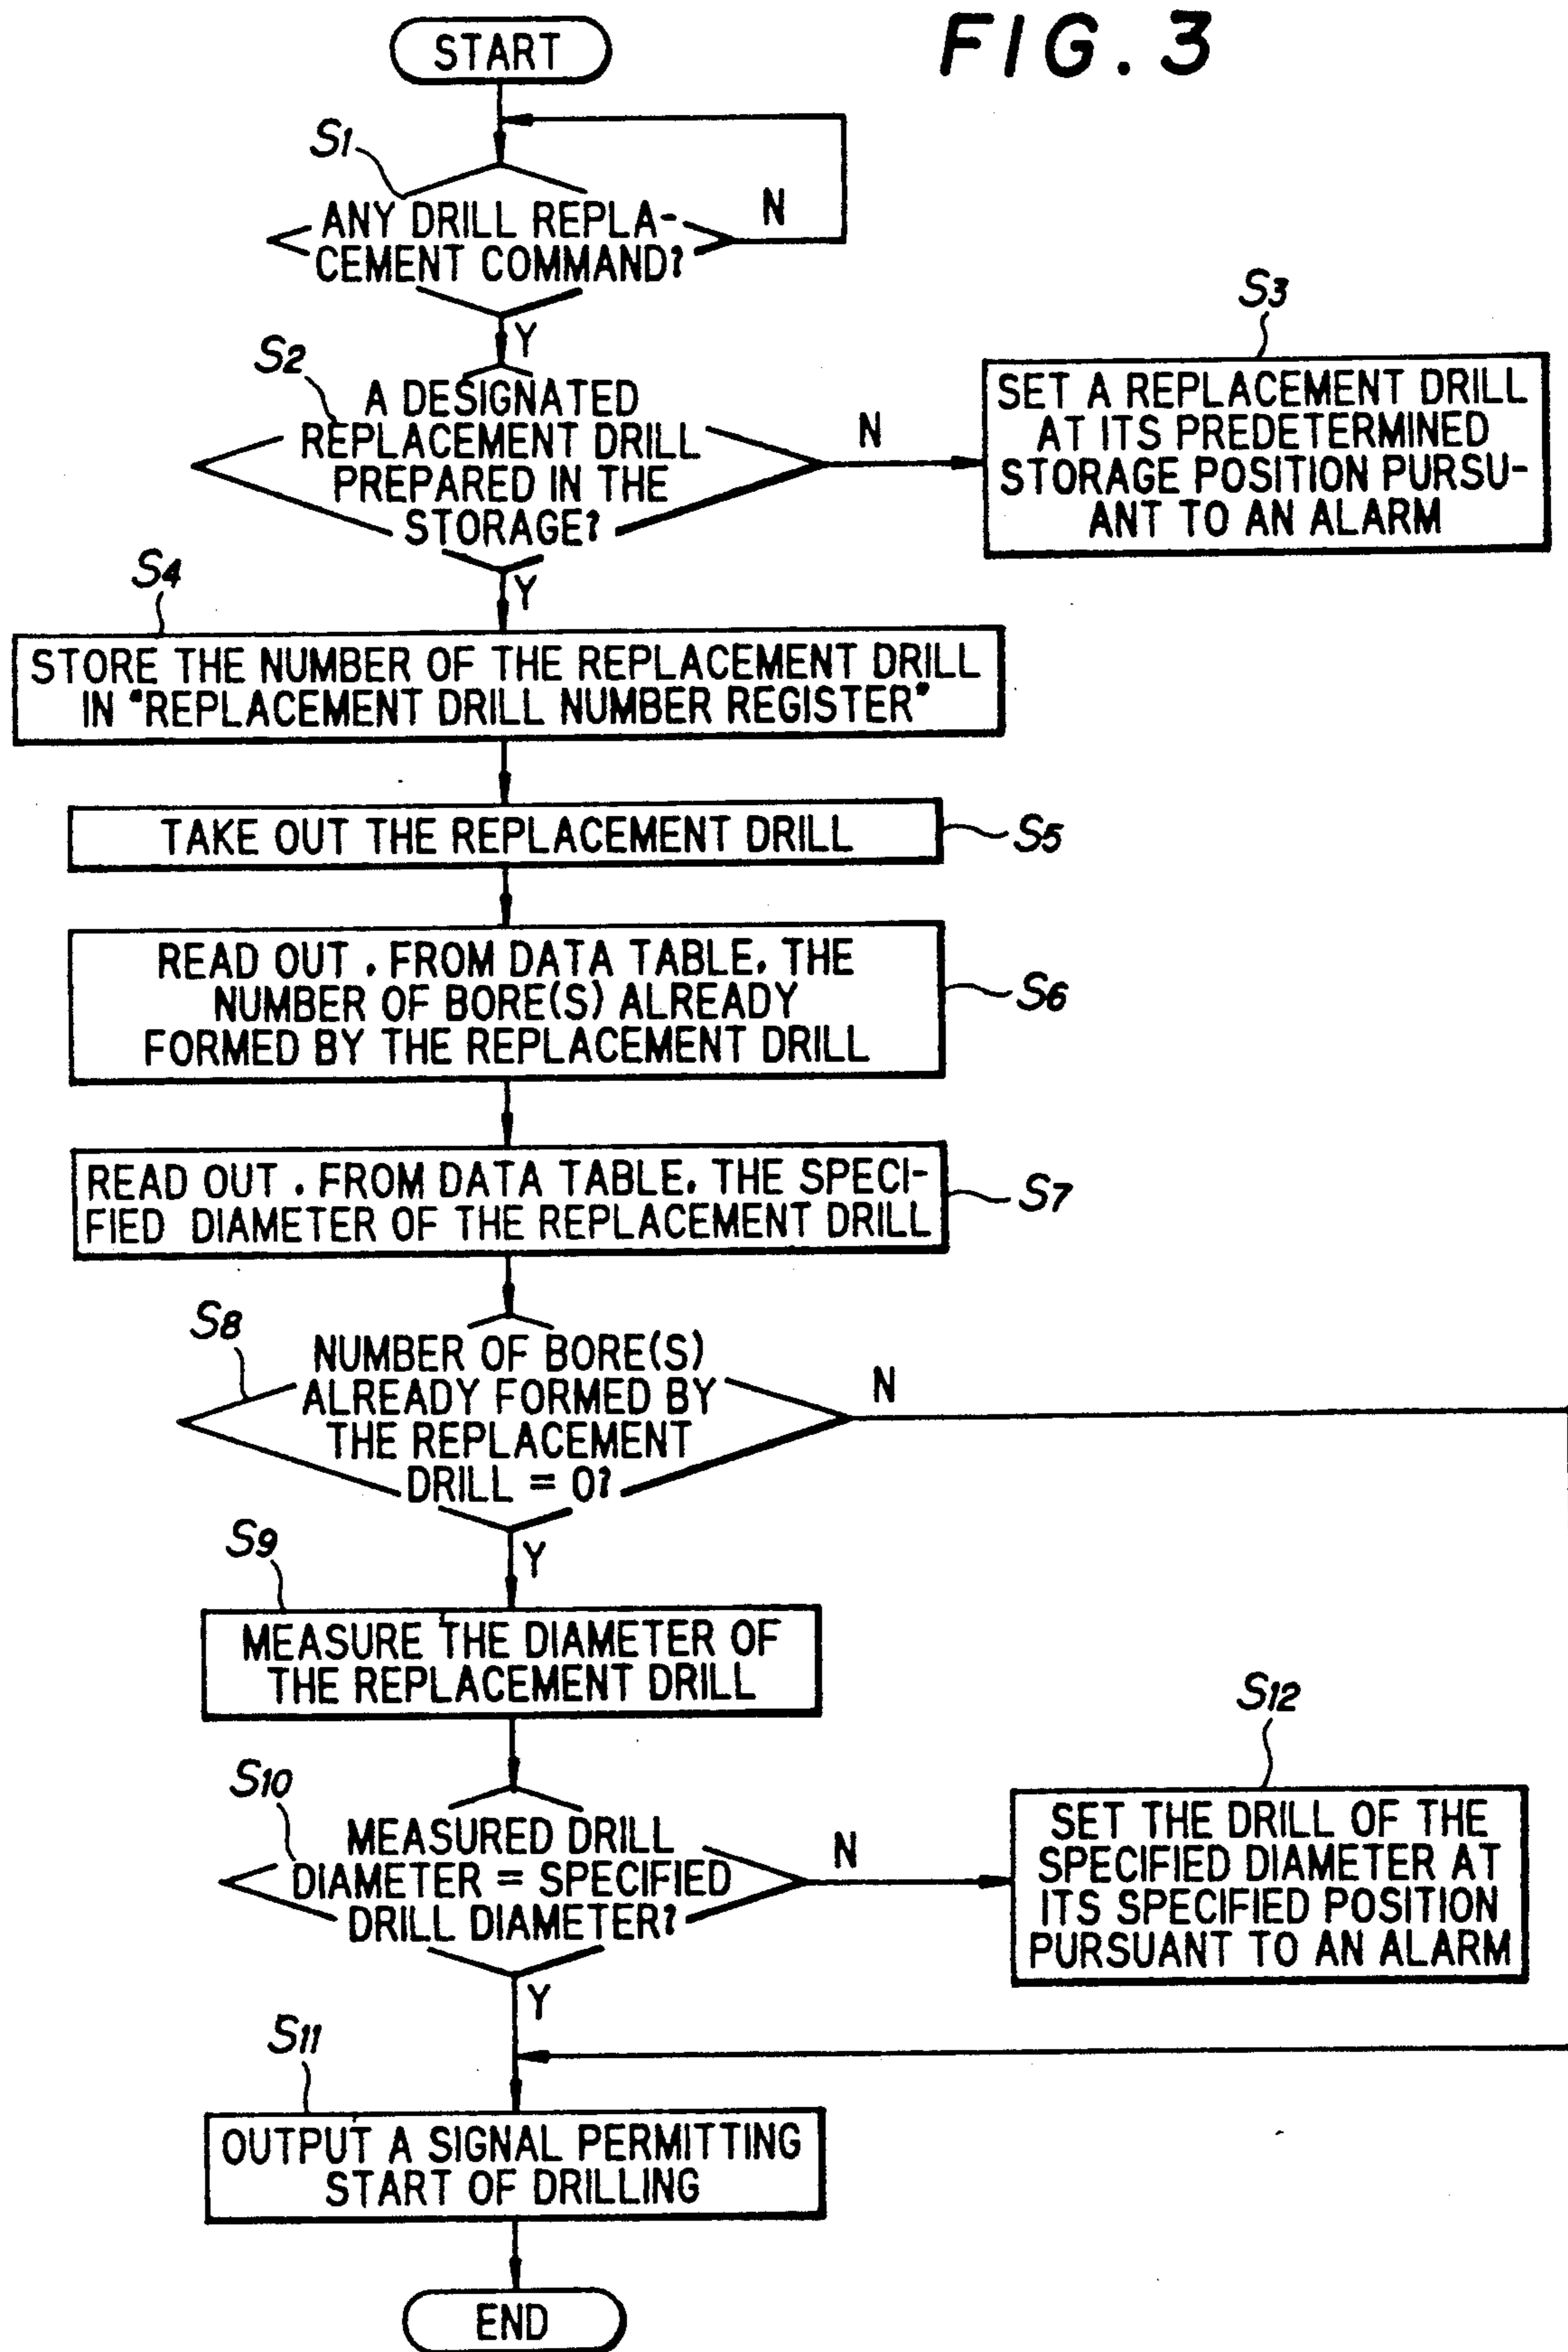 FIG. 3
START
S1
ANY DRILL REPLA-
CEMENT COMMAND?
N
Y
S2
A DESIGNATED
REPLACEMENT DRILL
PREPARED IN THE
STORAGE?
N
S3
SET A REPLACEMENT DRILL
AT ITS PREDETERMINED
STORAGE POSITION PURSU-
ANT TO AN ALARM
Y
S4
STORE THE NUMBER OF THE REPLACEMENT DRILL
IN "REPLACEMENT DRILL NUMBER REGISTER"
TAKE OUT THE REPLACEMENT DRILL
S5
READ OUT, FROM DATA TABLE, THE
NUMBER OF BORE(S) ALREADY
FORMED BY THE REPLACEMENT DRILL
S6
READ OUT, FROM DATA TABLE, THE SPECI-
FIED DIAMETER OF THE REPLACEMENT DRILL
S7
S8
NUMBER OF BORE(S)
ALREADY FORMED BY
THE REPLACEMENT
DRILL = 0?
N
Y
S9
MEASURE THE DIAMETER OF
THE REPLACEMENT DRILL
S10
MEASURED DRILL
DIAMETER = SPECIFIED
DRILL DIAMETER?
N
S12
SET THE DRILL OF THE
SPECIFIED DIAMETER AT
ITS SPECIFIED POSITION
PURSUANT TO AN ALARM
Y
S11
OUTPUT A SIGNAL PERMITTING
START OF DRILLING
END